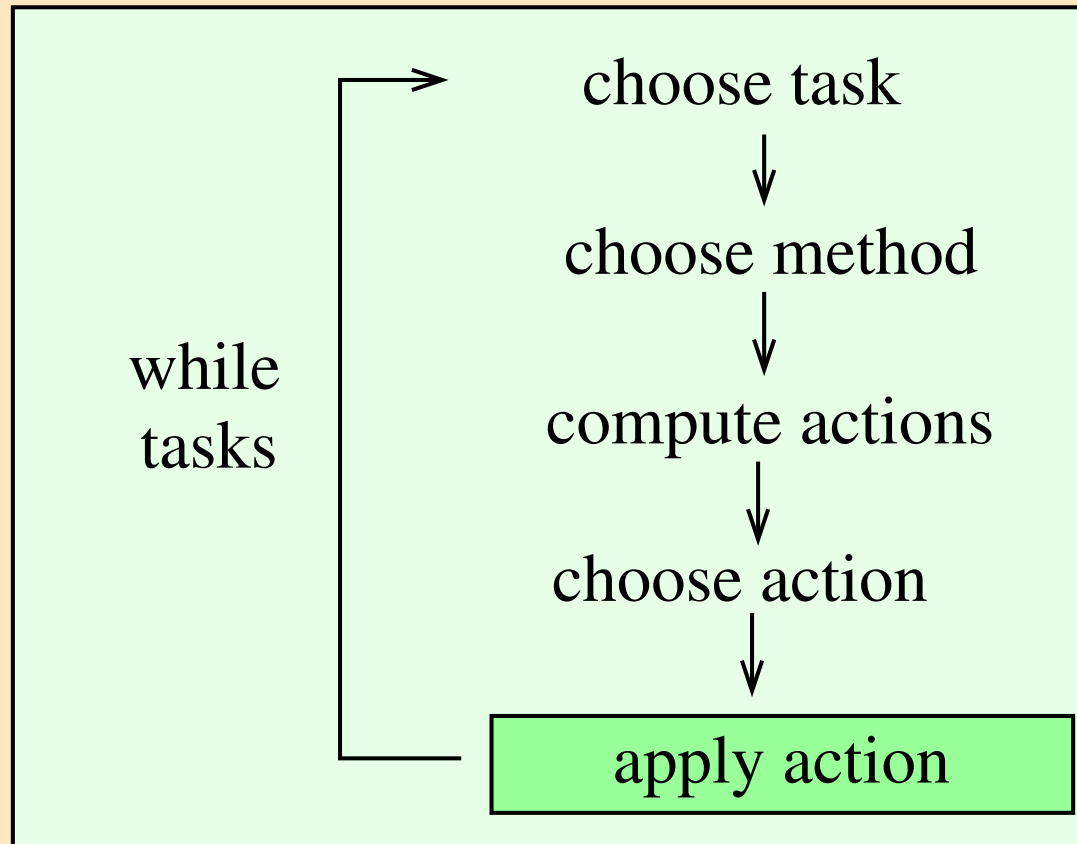 choose task
choose method
while
tasks
compute actions
choose action
apply action